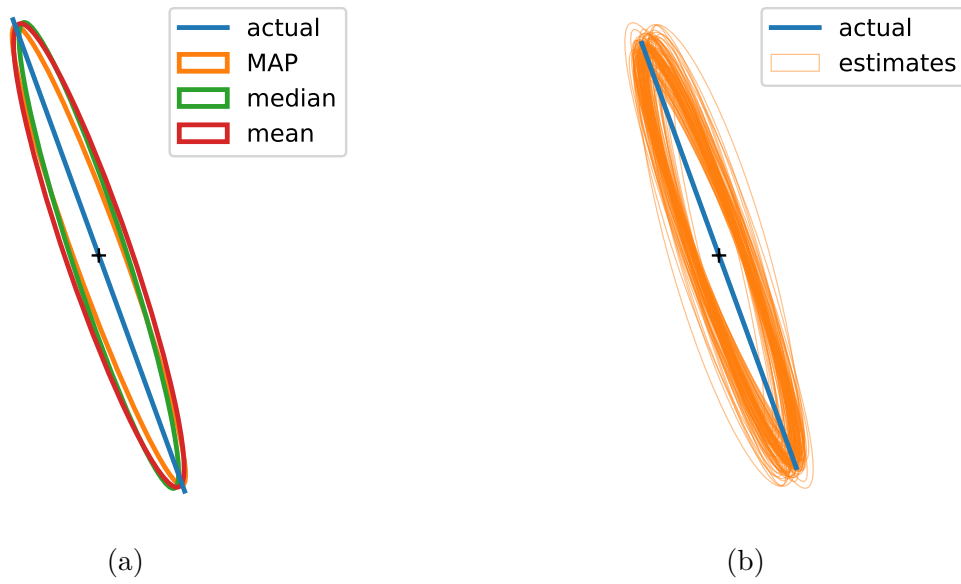 actual
MAP
median
mean
actual
estimates
(a)
(b)